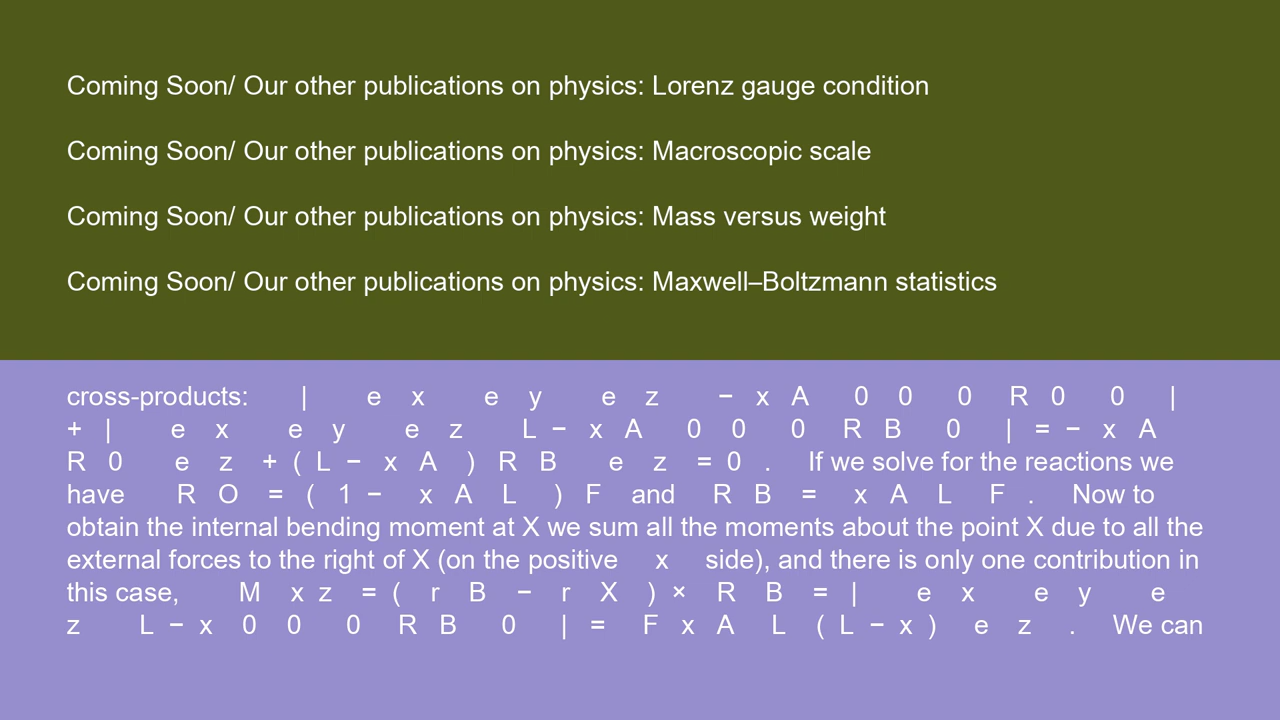 Coming Soon/ Our other publications on physics: Lorenz gauge condition
Coming Soon/ Our other publications on physics: Macroscopic scale
Coming Soon/ Our other publications on physics: Mass versus weight
Coming Soon/ Our other publications on physics: Maxwell–Boltzmann statistics
cross-products: | e x e y e z − x A 0 0 0 R 0 0 |
+ | e x e y e z L − x A 0 0 0 R B 0 | = − x A
R 0 e z + ( L − x A ) R B e z = 0 . If we solve for the reactions we
have R O = ( 1 − x A L ) F and R B = x A L F . Now to
obtain the internal bending moment at X we sum all the moments about the point X due to all the
external forces to the right of X (on the positive x side), and there is only one contribution in
this case, M x z = ( r B − r X ) × R B = | e x e y e
z L − x 0 0 0 R B 0 | = F x A L ( L − x ) e z . We can